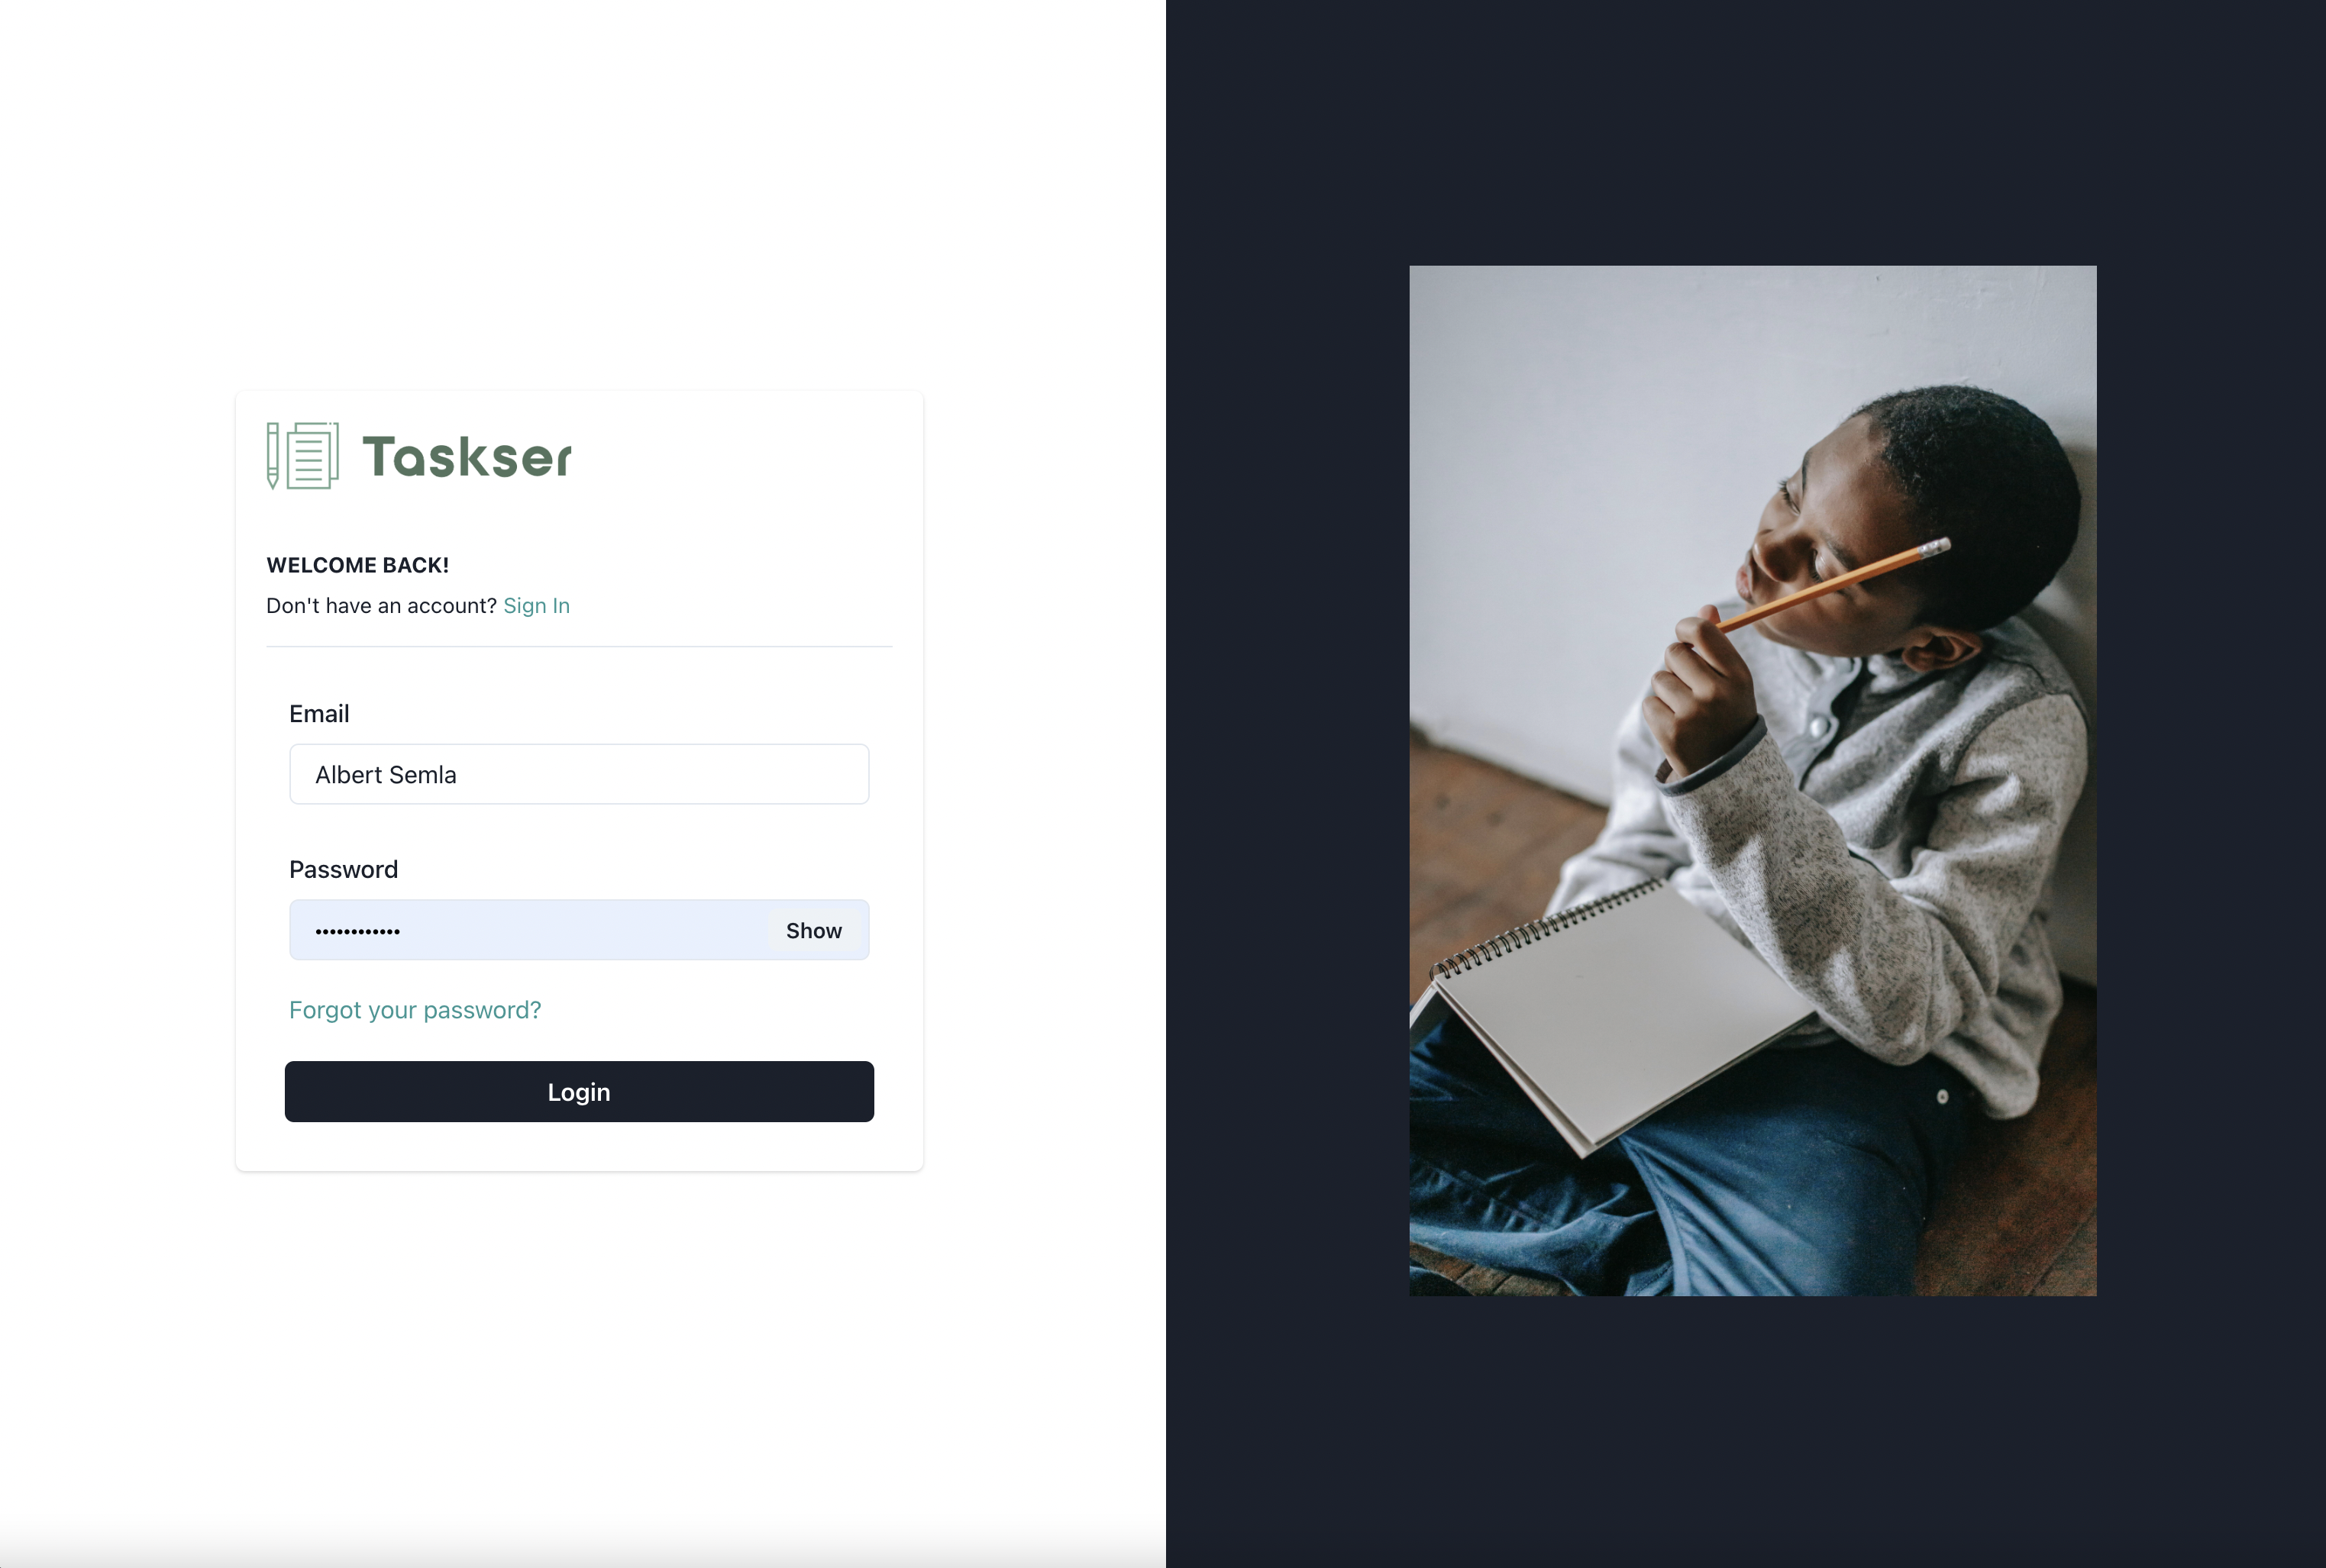 Taskser
WELCOME BACK!
Don't have an account? Sign In
Email
Albert Semla
Password
•••••••••••• Show
Forgot your password?
Login